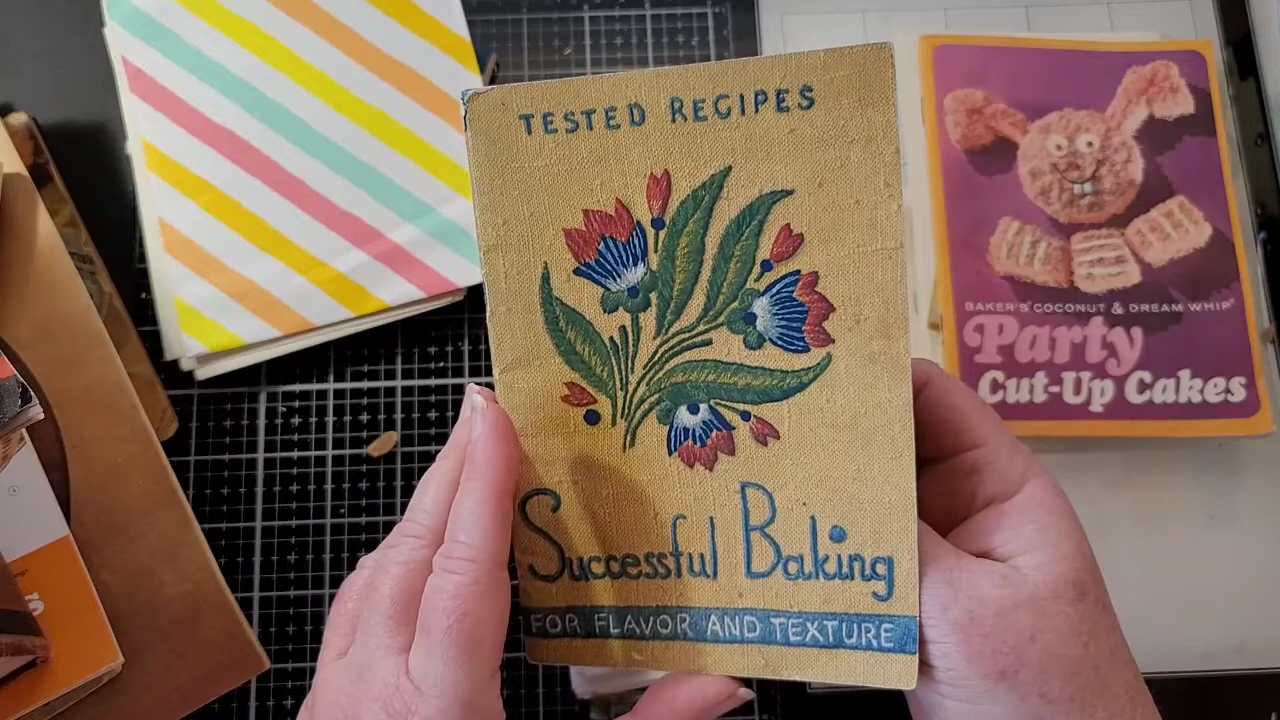 TESTED RECIPES
Successful Baking
FOR FLAVOR AND TEXTURE
BAKER'S® COCONUT & DREAM WHIP®
Party
Cut-Up Cakes